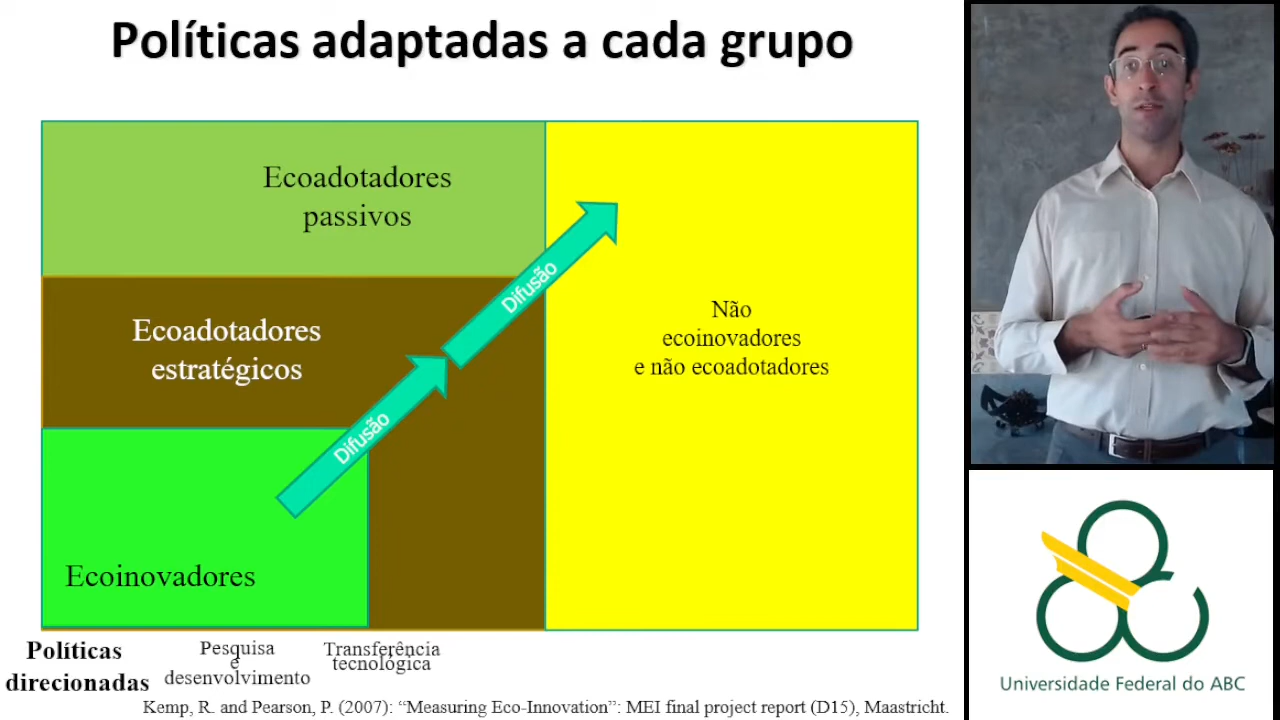 Políticas adaptadas a cada grupo
Ecoadotadores
passivos
Difusão
Ecoadotadores
estratégicos
Não
ecoinovadores
e não ecoadotadores
Difusão
Ecoinovadores
Políticas
direcionadas
Pesquisa
e
desenvolvimento
Transferência
tecnológica
Kemp, R. and Pearson, P. (2007): “Measuring Eco-Innovation”: MEI final project report (D15), Maastricht.
Universidade Federal do ABC